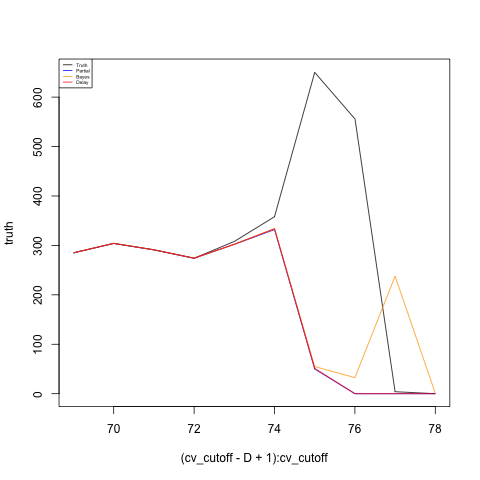 Truth
Partial
Bayes
Delay
truth
600
500
400
300
200
100
0
70
72
74
76
78
(cv_cutoff - D + 1):cv_cutoff